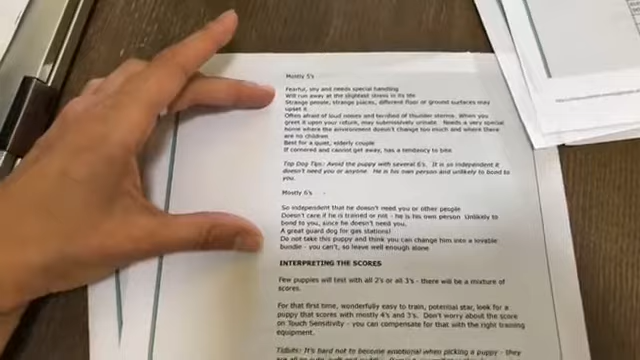 Mostly 5's
Fearful, shy and needs special handling
Will run away at the slightest stress in its life
Strange people, strange places, different floor or ground surfaces may
upset it
Often afraid of loud noises and terrified of thunder storms. When you
greet it upon your return, may submissively urinate. Needs a very special
home where the environment doesn't change too much and where there
are no children
Best for a quiet, elderly couple
If cornered and cannot get away, has a tendency to bite
Top Dog Tips: Avoid the puppy with several 6's. It is so independent it
doesn't need you or anyone. He is his own person and unlikely to bond to
you.
Mostly 6's
So independent that he doesn't need you or other people
Doesn't care if he is trained or not - he is his own person Unlikely to
bond to you, since he doesn't need you.
A great guard dog for gas stations!
Do not take this puppy and think you can change him into a lovable
bundle - you can't, so leave well enough alone
INTERPRETING THE SCORES
Few puppies will test with all 2's or all 3's - there will be a mixture of
scores.
For that first time, wonderfully easy to train, potential star, look for a
puppy that scores with mostly 4's and 3's. Don't worry about the score
on Touch Sensitivity - you can compensate for that with the right training
equipment.
Tidbits: It's hard not to become emotional when picking a puppy - they